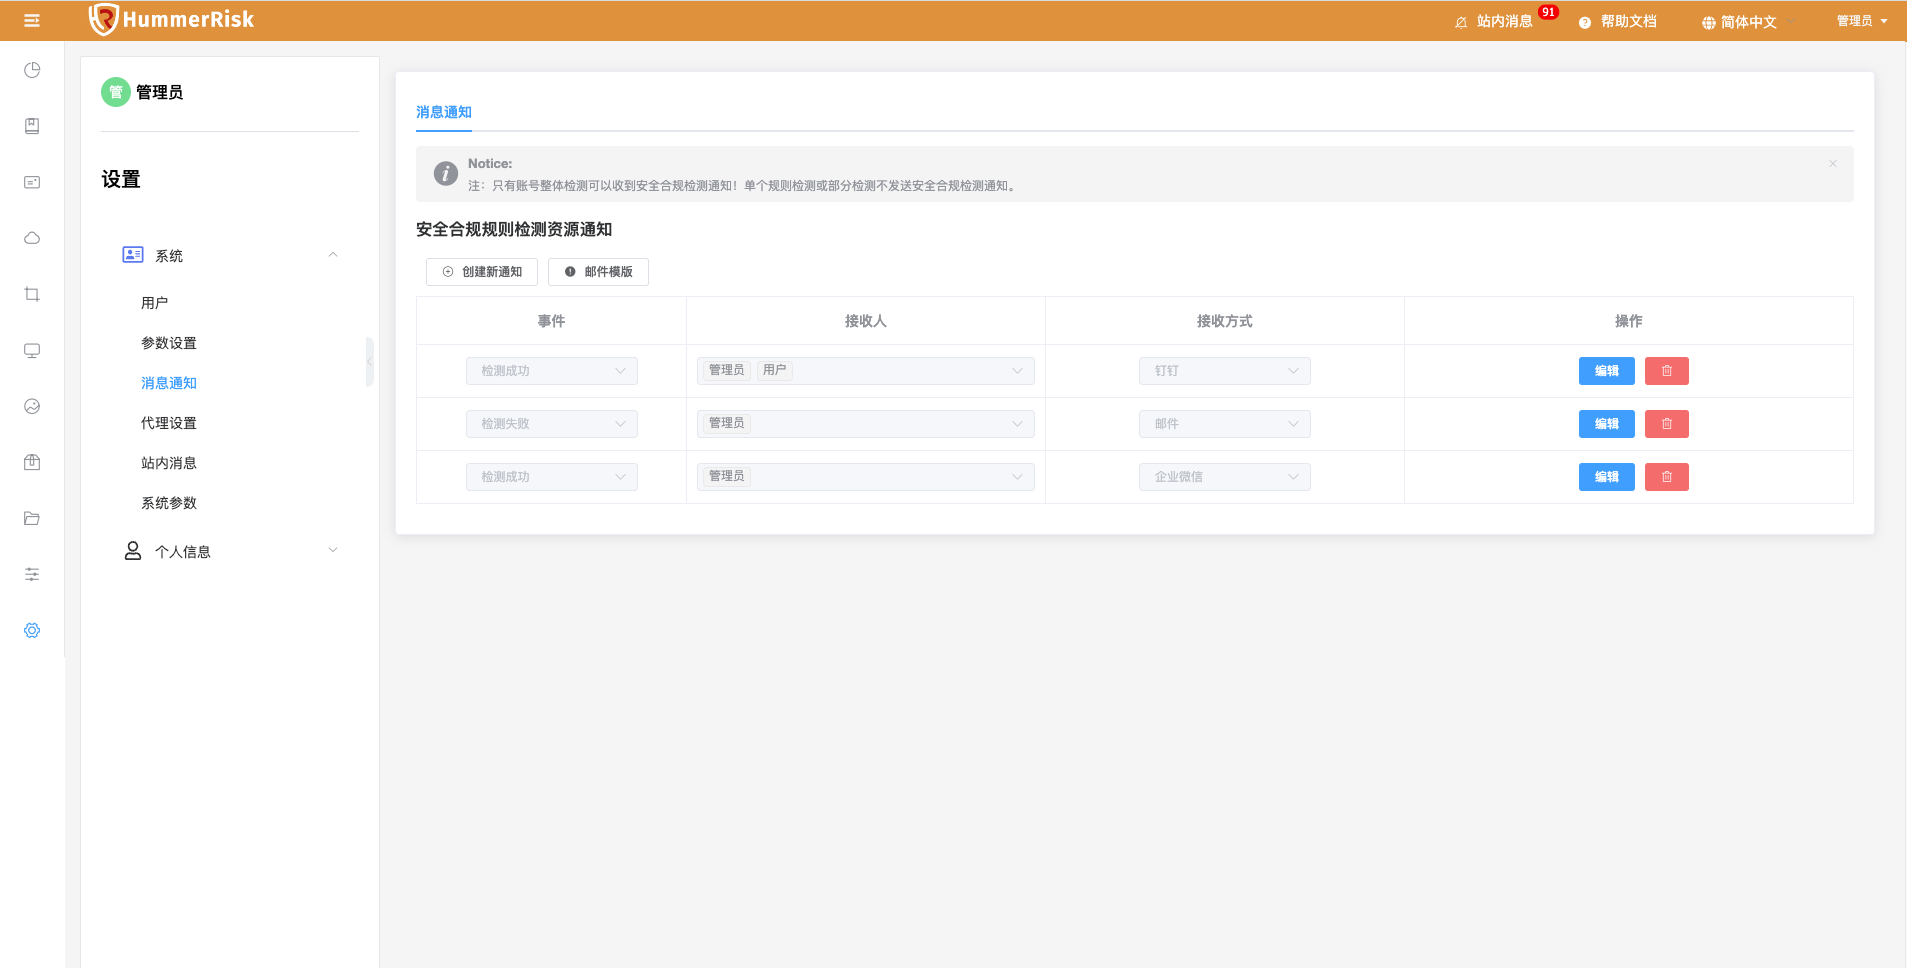 HummerRisk
站内消息 91
帮助文档
简体中文
管理员
管 管理员
设置
系统
用户
参数设置
消息通知
代理设置
站内消息
系统参数
个人信息
消息通知
Notice:
注：只有账号整体检测可以收到安全合规检测通知！单个规则检测或部分检测不发送安全合规检测通知。
安全合规规则检测资源通知
创建新通知 邮件模版
事件 接收人 接收方式 操作
检测成功 管理员 用户 钉钉 编辑
检测失败 管理员 邮件 编辑
检测成功 管理员 企业微信 编辑